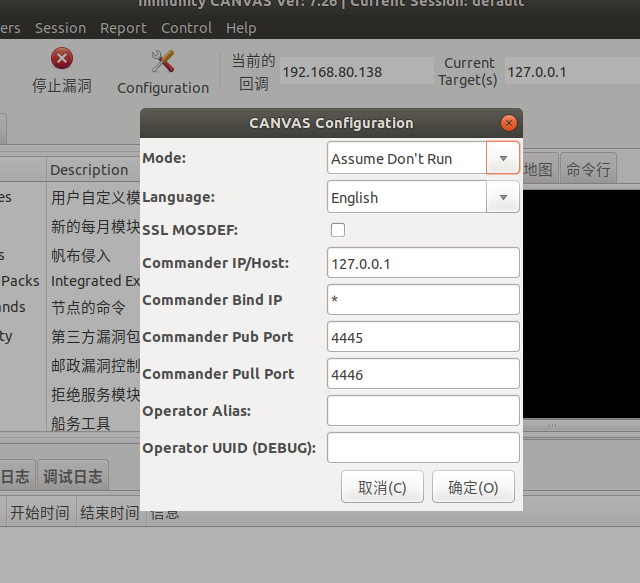 Immunity CANVAS Ver: 7.26 | Current Session: default
ers Session Report Control Help
停止漏洞
Configuration
当前的
回调
192.168.80.138
Current
Target(s)
127.0.0.1
CANVAS Configuration
Mode: Assume Don't Run
Language: English
SSL MOSDEF:
Commander IP/Host: 127.0.0.1
Commander Bind IP *
Commander Pub Port 4445
Commander Pull Port 4446
Operator Alias:
Operator UUID (DEBUG):
取消(C) 确定(O)
地图 命令行
Description
es 用户自定义模
新的每月模块
s 帆布侵入
Packs Integrated Ex
ands 节点的命令
ty 第三方漏洞包
邮政漏洞控制
拒绝服务模块
船务工具
日志 调试日志
开始时间 结束时间 信息